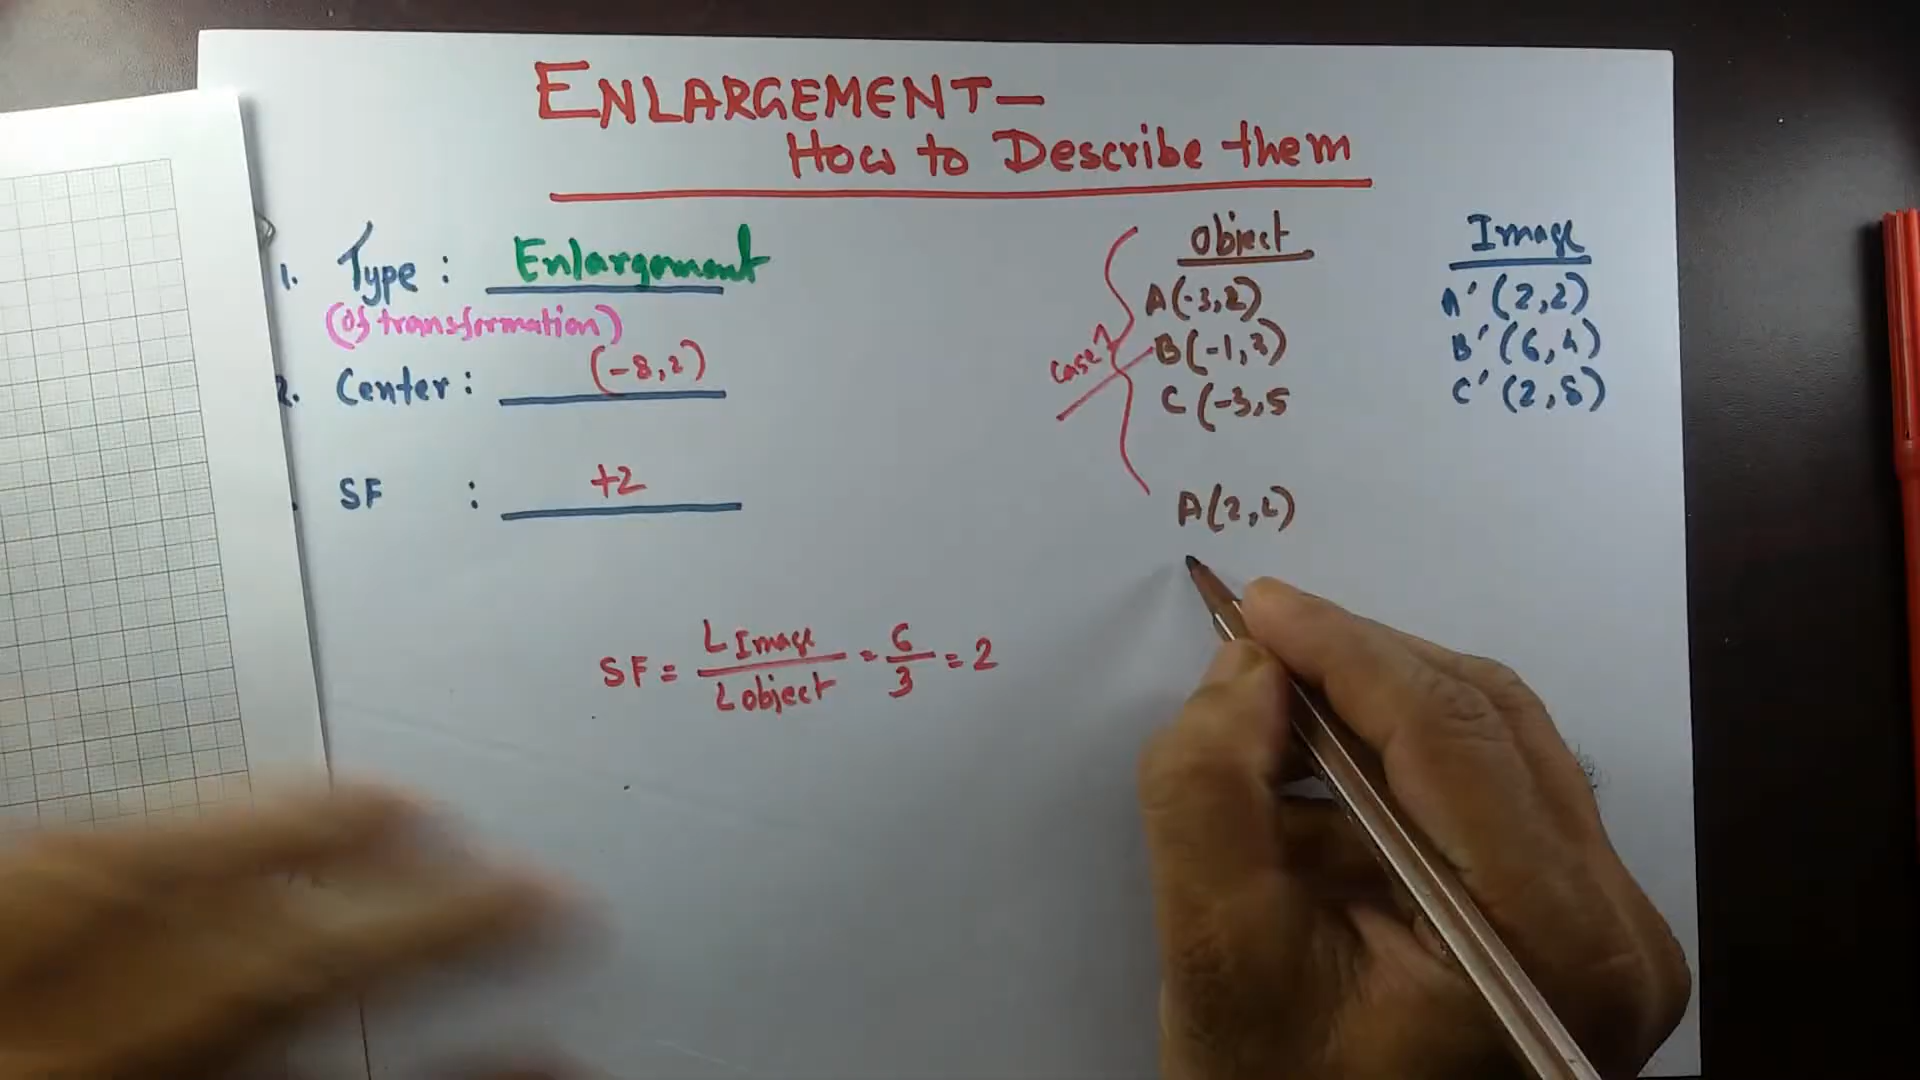 ENLARGEMENT—
How to Describe them
1. Type : Enlargement
(Of transformation)
2. Center : (-8,2)
SF : +2
SF = L Image / L object = 6/3 = 2
Case 1
Object
A(-3,2)
B(-1,3)
C(-3,5
A(2,2)
Image
A'(2,2)
B'(6,4)
C'(2,8)